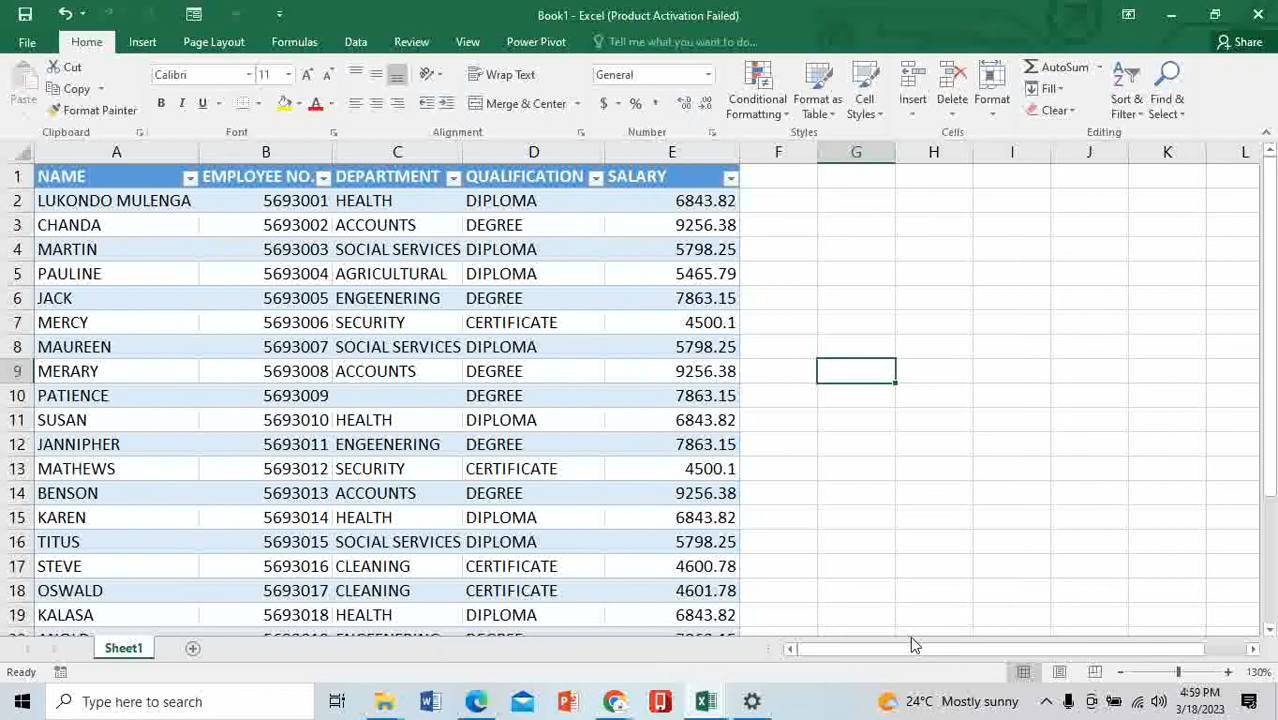 Book1 - Excel (Product Activation Failed)
File Home Insert Page Layout Formulas Data Review View Power Pivot Tell me what you want to do... Share
Paste Cut Copy Format Painter
Calibri 11 Wrap Text General
B I U Merge & Center $ %
Conditional Formatting Format as Table Cell Styles Insert Delete Format
AutoSum Fill Clear Sort & Filter Find & Select
Clipboard Font Alignment Number Styles Cells Editing
A B C D E F G H I J K L
1 NAME EMPLOYEE NO. DEPARTMENT QUALIFICATION SALARY
2 LUKONDO MULENGA 5693001 HEALTH DIPLOMA 6843.82
3 CHANDA 5693002 ACCOUNTS DEGREE 9256.38
4 MARTIN 5693003 SOCIAL SERVICES DIPLOMA 5798.25
5 PAULINE 5693004 AGRICULTURAL DIPLOMA 5465.79
6 JACK 5693005 ENGEENERING DEGREE 7863.15
7 MERCY 5693006 SECURITY CERTIFICATE 4500.1
8 MAUREEN 5693007 SOCIAL SERVICES DIPLOMA 5798.25
9 MERARY 5693008 ACCOUNTS DEGREE 9256.38
10 PATIENCE 5693009 DEGREE 7863.15
11 SUSAN 5693010 HEALTH DIPLOMA 6843.82
12 JANNIPHER 5693011 ENGEENERING DEGREE 7863.15
13 MATHEWS 5693012 SECURITY CERTIFICATE 4500.1
14 BENSON 5693013 ACCOUNTS DEGREE 9256.38
15 KAREN 5693014 HEALTH DIPLOMA 6843.82
16 TITUS 5693015 SOCIAL SERVICES DIPLOMA 5798.25
17 STEVE 5693016 CLEANING CERTIFICATE 4600.78
18 OSWALD 5693017 CLEANING CERTIFICATE 4601.78
19 KALASA 5693018 HEALTH DIPLOMA 6843.82
Sheet1
Ready 130%
Type here to search 24°C Mostly sunny 4:59 PM
3/18/2023